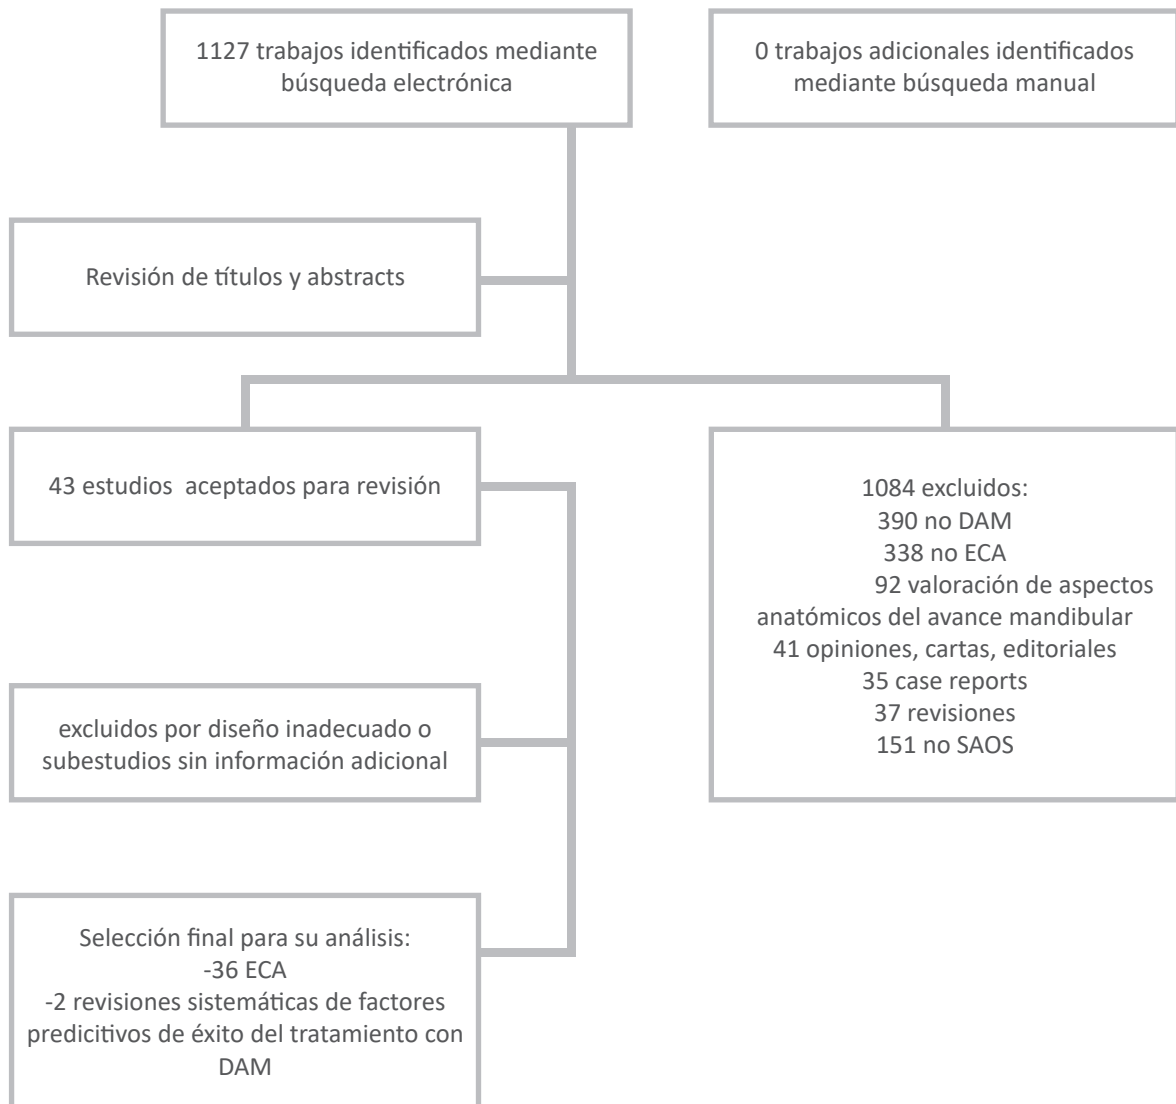 1127 trabajos identificados mediante
búsqueda electrónica
0 trabajos adicionales identificados
mediante búsqueda manual
Revisión de títulos y abstracts
43 estudios aceptados para revisión
1084 excluidos:
390 no DAM
338 no ECA
92 valoración de aspectos
anatómicos del avance mandibular
41 opiniones, cartas, editoriales
35 case reports
37 revisiones
151 no SAOS
excluidos por diseño inadecuado o
subestudios sin información adicional
Selección final para su análisis:
-36 ECA
-2 revisiones sistemáticas de factores
predicitivos de éxito del tratamiento con
DAM